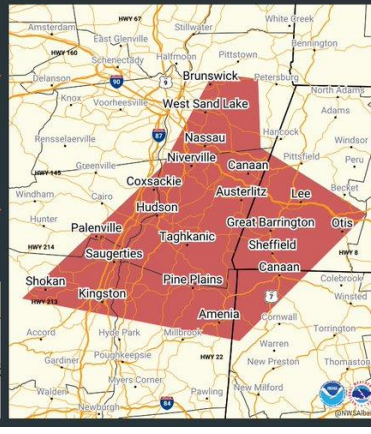 HWY 67
White Creek
Amsterdam
Stillwater
East Glenville
Bennington
HWY 160
Schenectady
Halfmoon
Pittstown
Delanson
90
9
Brunswick
Petersburg
North Adams
Knox
Voorheesville
West Sand Lake
Adams
87
Hancock
Rensselaerville
Nassau
Windsor
Niverville
Pittsfield
Peru
HWY 145
Greenville
Canaan
Coxsackie
Becket
Windham
Cairo
Austerlitz
Lee
Hudson
Hunter
Palenville
Great Barrington
Otis
Taghkanic
HWY 214
Sheffield
HWY 8
Saugerties
Canaan
Shokan
Pine Plains
Colebrook
Kingston
7
Winsted
HWY 213
Amenia
Cornwall
Accord
Hyde Park
Millbrook
Torrington
Warren
Gardiner
Poughkeepsie
HWY 22
New Preston
Thomaston
Myers Corner
Walden
Pawling
New Milford
Newburgh
84